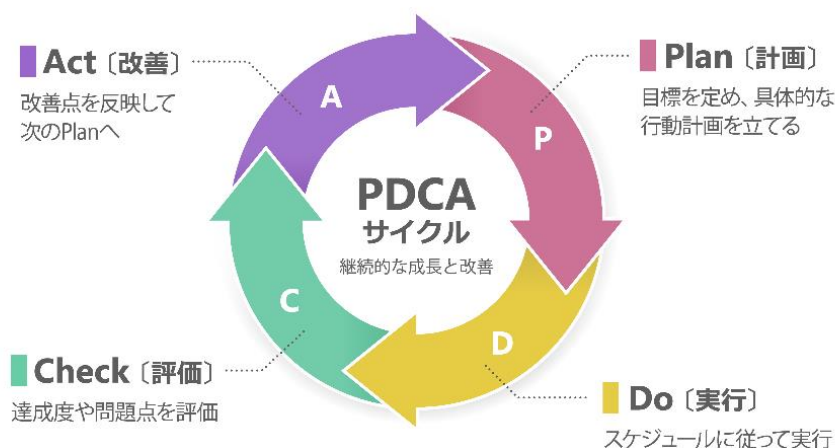 Act〔改善〕
改善点を反映して
次のPlanへ
A
Plan〔計画〕
目標を定め、具体的な
行動計画を立てる
P
PDCA
サイクル
継続的な成長と改善
C
Check〔評価〕
達成度や問題点を評価
D
Do〔実行〕
スケジュールに従って実行